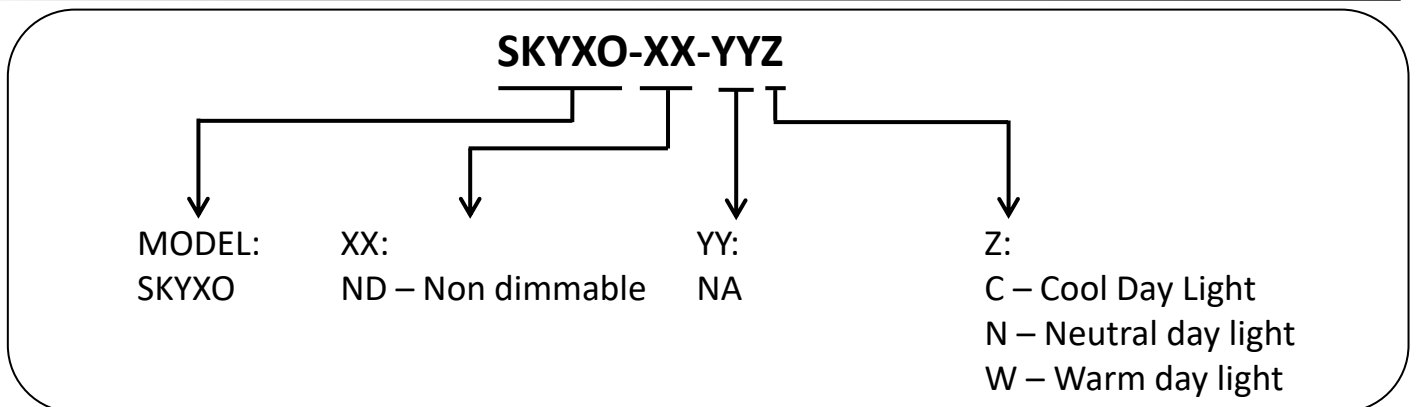 SKYXO-XX-YYZ
MODEL:
SKYXO
XX:
ND – Non dimmable
YY:
NA
Z:
C – Cool Day Light
N – Neutral day light
W – Warm day light